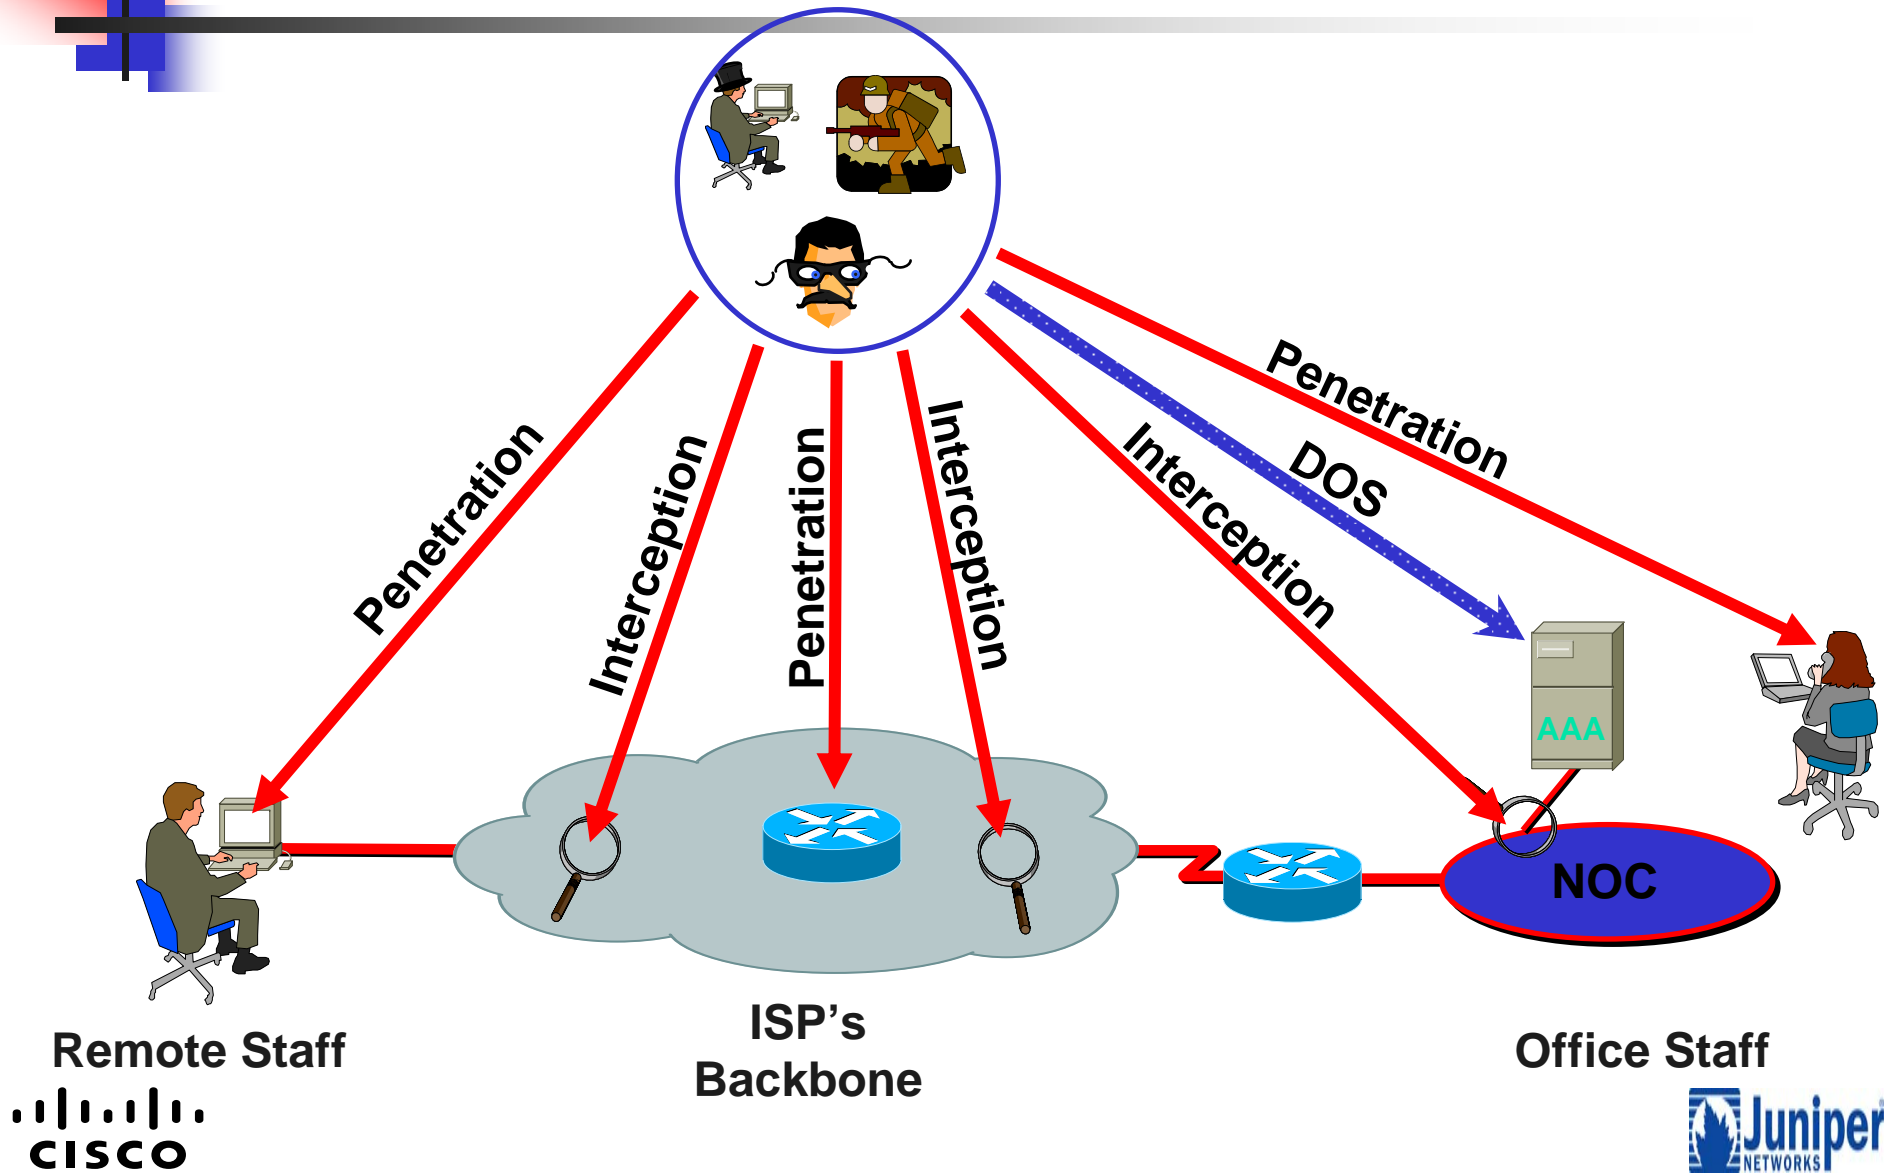 Penetration
Interception
Penetration
Interception
Interception
DOS
Penetration
AAA
NOC
Remote Staff
ISP’s
Backbone
Office Staff
CISCO
Juniper
NETWORKS